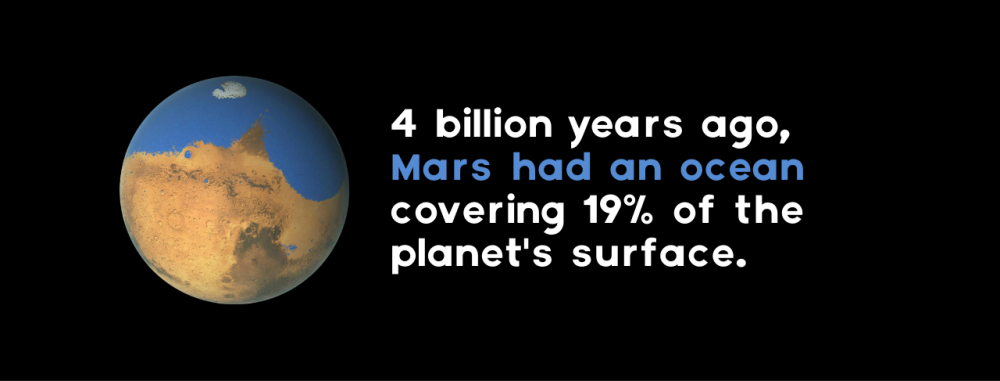 4 billion years ago,
Mars had an ocean
covering 19% of the
planet's surface.